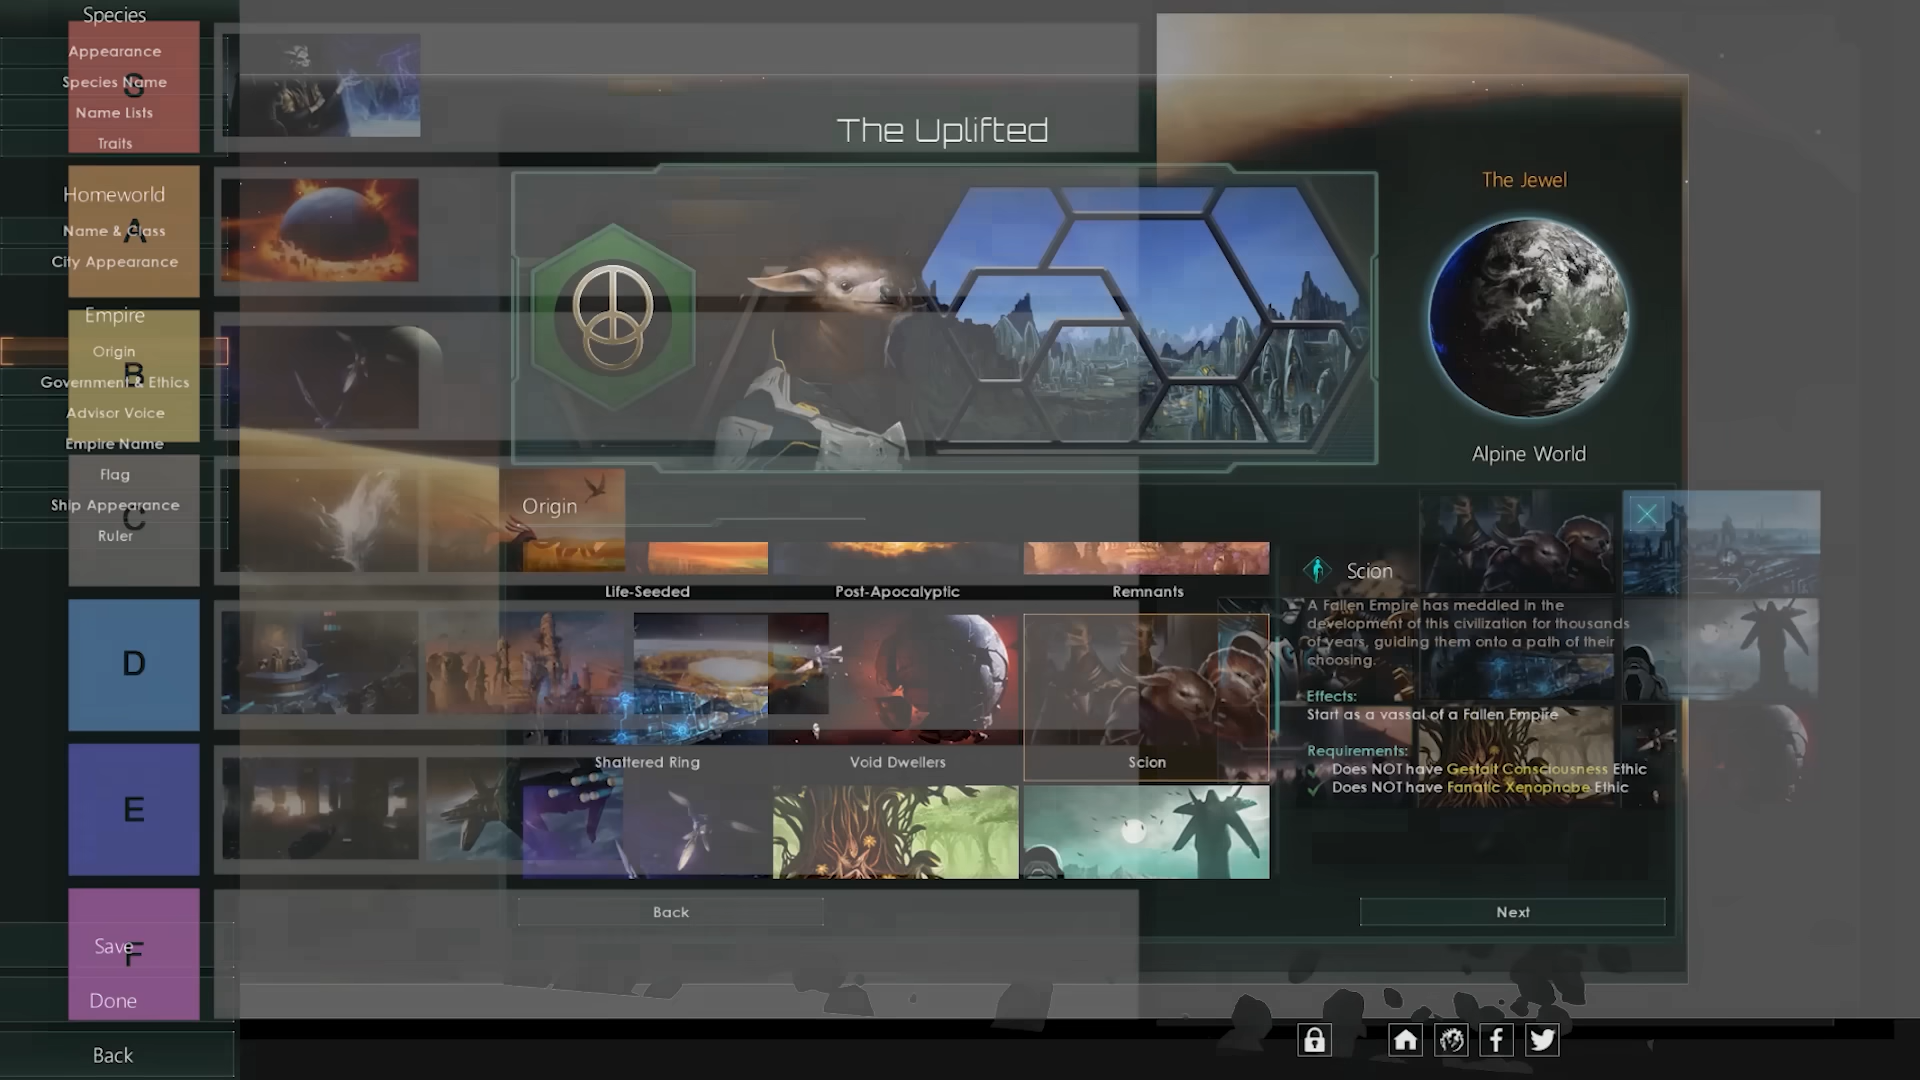 Species
Appearance
Species Name
Name Lists
Traits
Homeworld
Name & Class
City Appearance
Empire
Origin
Government & Ethics
Advisor Voice
Empire Name
Flag
Ship Appearance
Ruler
Save
Done
Back
S
A
B
C
D
E
F
The Uplifted
The Jewel
Alpine World
Origin
Life-Seeded
Post-Apocalyptic
Remnants
Shattered Ring
Void Dwellers
Scion
Scion
A Fallen Empire has meddled in the
development of this civilization for thousands
of years, guiding them onto a path of their
choosing.
Effects:
Start as a vassal of a Fallen Empire
Requirements:
Does NOT have Gestalt Consciousness Ethic
Does NOT have Fanatic Xenophobe Ethic
Back
Next